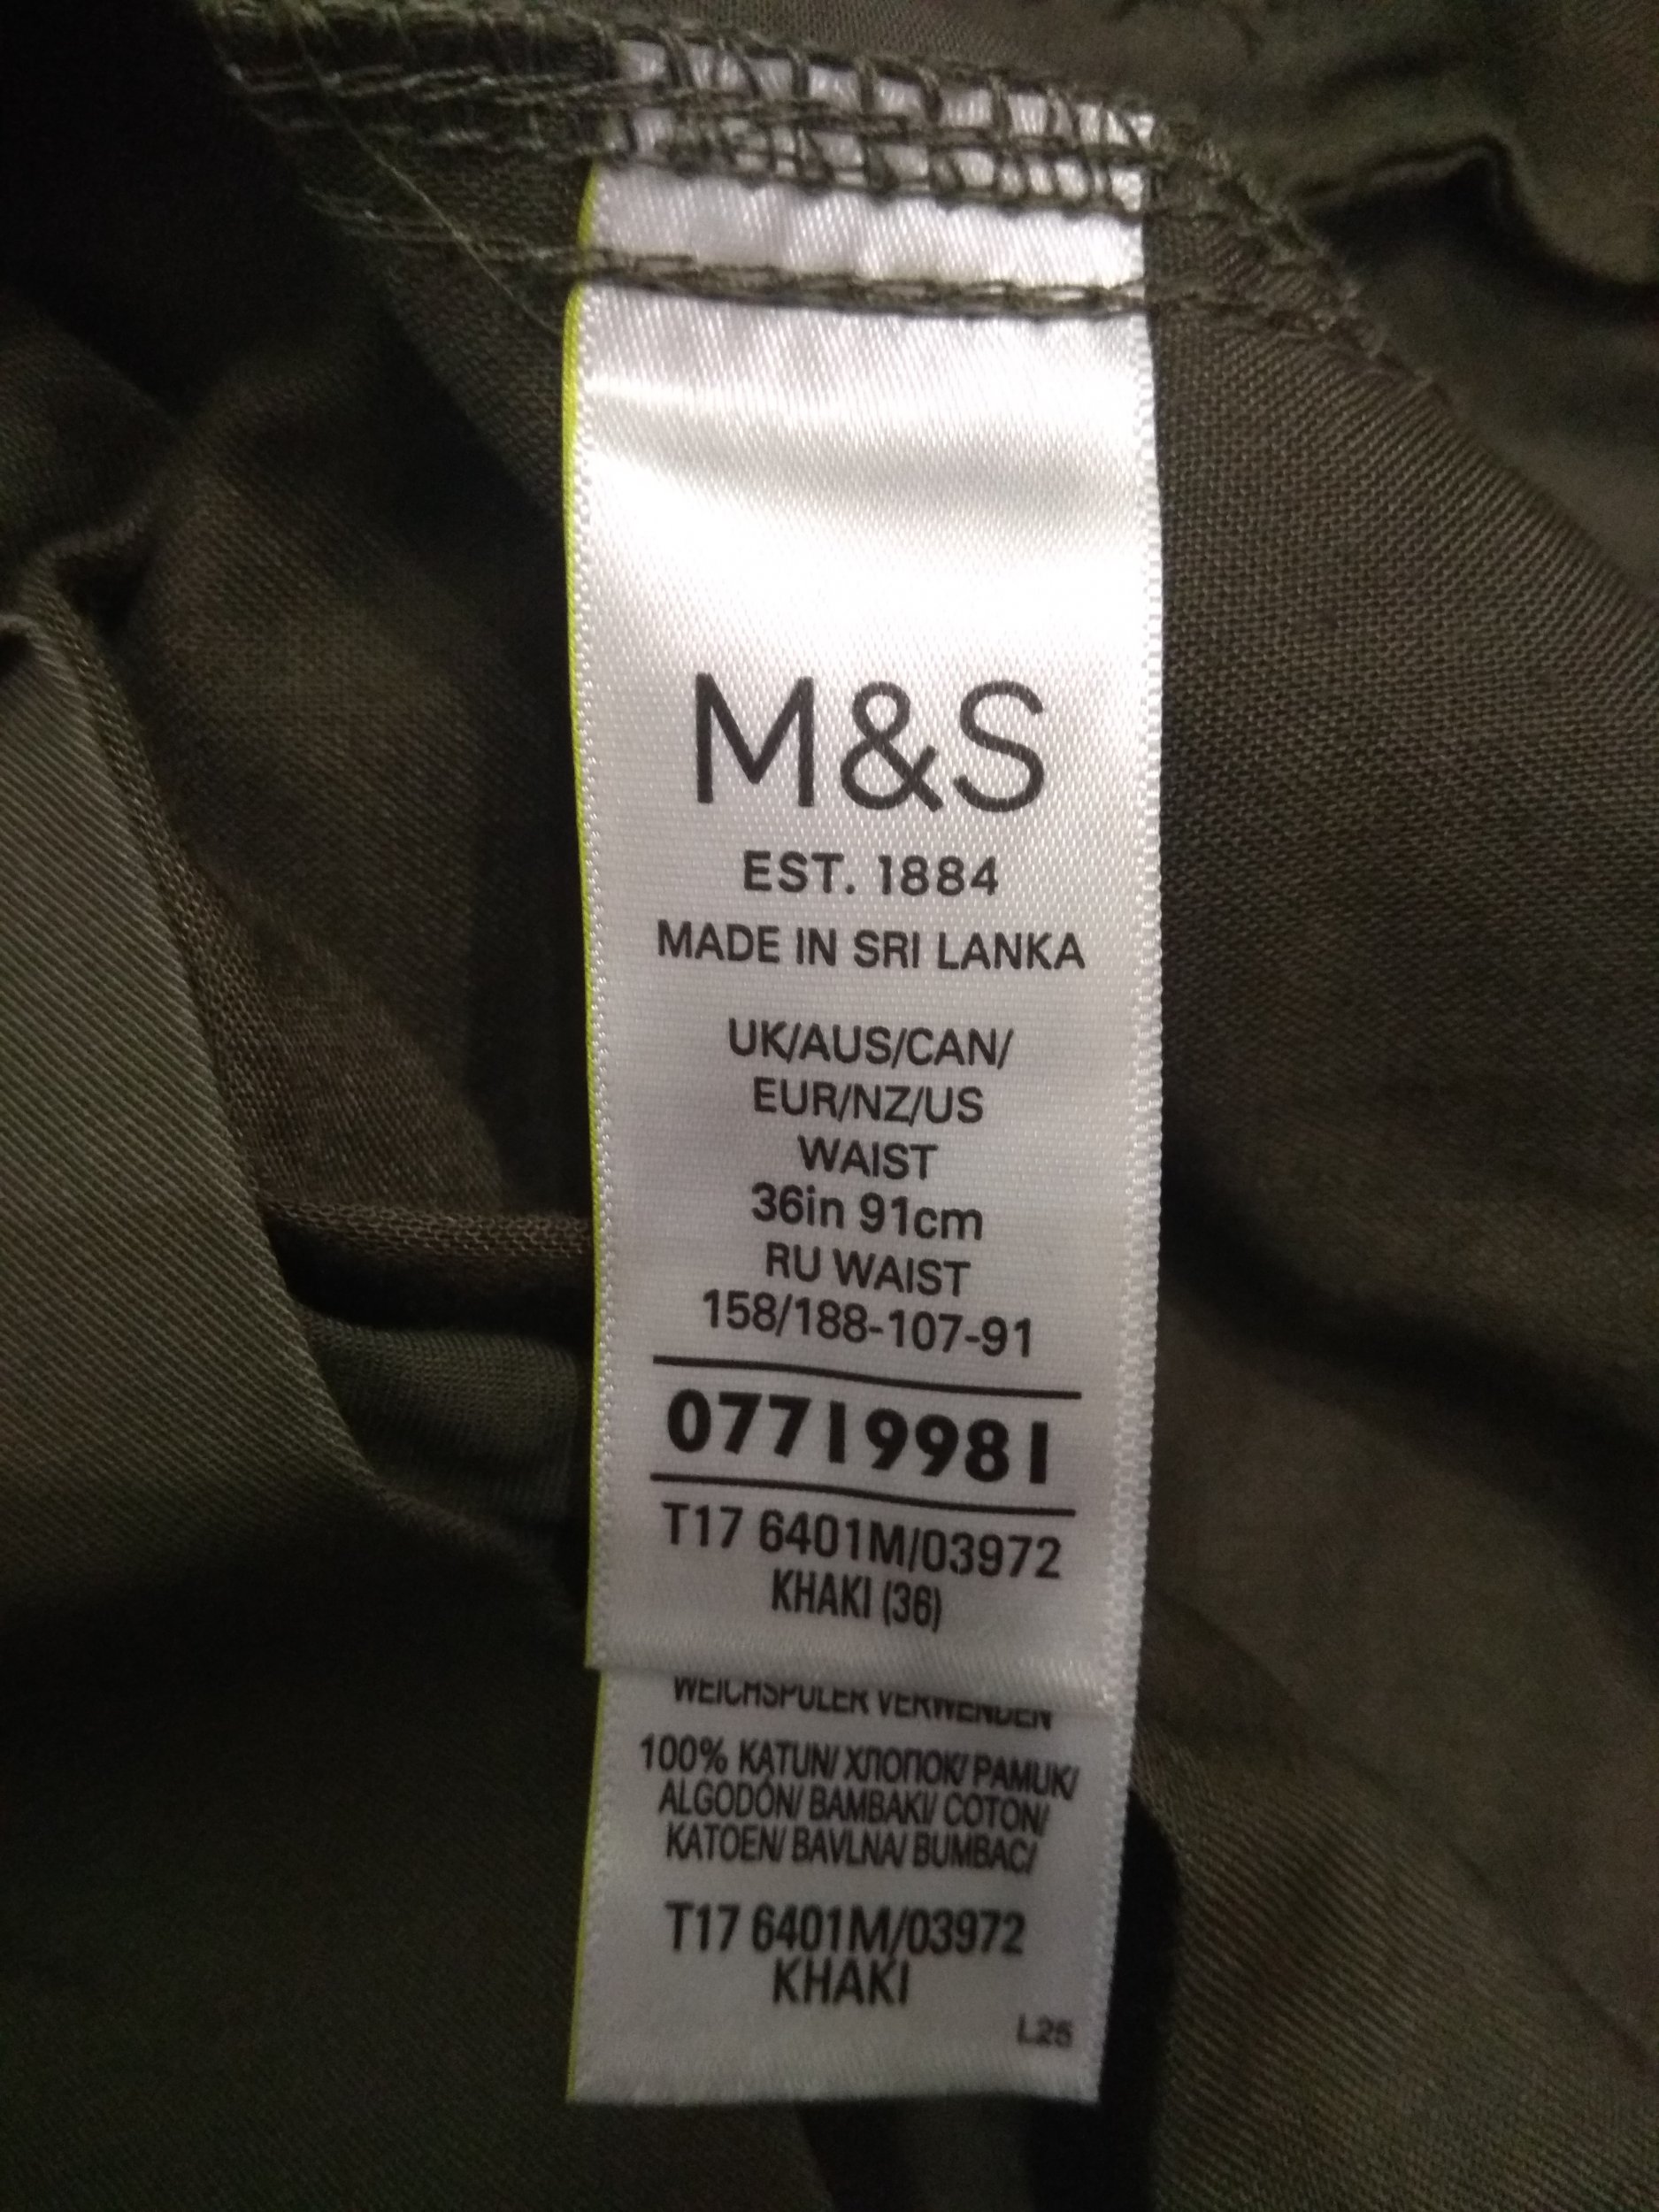 M&S
EST. 1884
MADE IN SRI LANKA
UK/AUS/CAN/
EUR/NZ/US
WAIST
36in 91cm
RU WAIST
158/188-107-91
07719981
T17 6401M/03972
KHAKI (36)
WEICHSPÜLER VERWENDEN
100% KATUN/ ХЛОПОК/ PAMUK/
ALGODÓN/ BAMBAKI/ COTON/
KATOEN/ BAVLNA/ BUMBAC/
T17 6401M/03972
KHAKI
L25